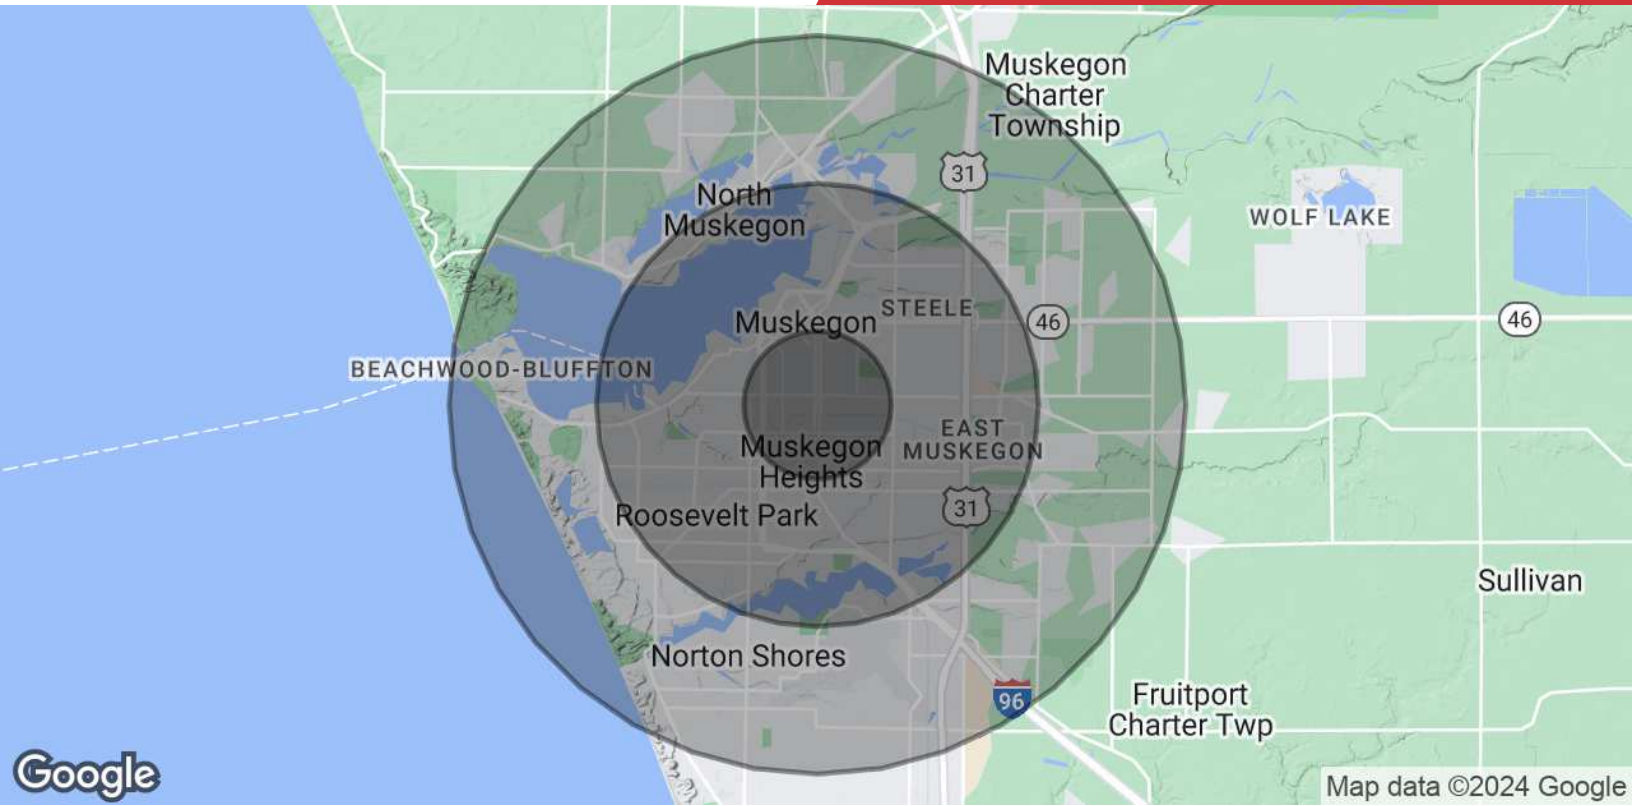 Muskegon
Charter
Township
31
North
Muskegon
WOLF LAKE
STEELE
Muskegon
46
46
BEACHWOOD-BLUFFTON
EAST
MUSKEGON
Muskegon
Heights
31
Roosevelt Park
Sullivan
Norton Shores
96
Fruitport
Charter Twp
Google
Map data ©2024 Google